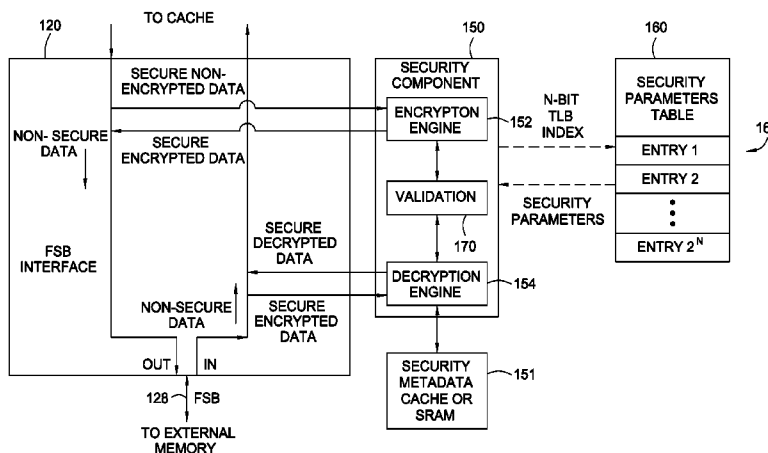 TO CACHE
120
150
160
SECURE NON-
ENCRYPTED DATA
SECURITY
COMPONENT
SECURITY
PARAMETERS
TABLE
ENCRYPTON
ENGINE
152
N-BIT
TLB
INDEX
NON- SECURE
DATA
SECURE
ENCRYPTED DATA
ENTRY 1
16
ENTRY 2
VALIDATION
170
SECURITY
PARAMETERS
SECURE
DECRYPTED
DATA
ENTRY 2^N
FSB
INTERFACE
DECRYPTION
ENGINE
154
NON-SECURE
DATA
SECURE
ENCRYPTED
DATA
OUT IN
SECURITY
METADATA
CACHE OR
SRAM
151
128
FSB
TO EXTERNAL
MEMORY